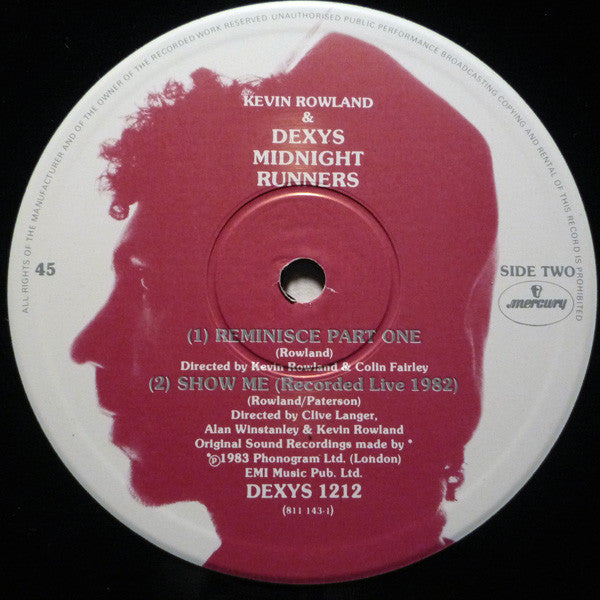 ALL RIGHTS OF THE MANUFACTURER AND OF THE OWNER OF THE RECORDED WORK RESERVED UNAUTHORISED PUBLIC PERFORMANCE BROADCASTING COPYING AND RENTAL OF THIS RECORD IS PROHIBITED
KEVIN ROWLAND
&
DEXYS
MIDNIGHT
RUNNERS
45
SIDE TWO
mercury
(1) REMINISCE PART ONE
(Rowland)
Directed by Kevin Rowland & Colin Fairley
(2) SHOW ME (Recorded Live 1982)
(Rowland/Paterson)
Directed by Clive Langer,
Alan Winstanley & Kevin Rowland
Original Sound Recordings made by
℗1983 Phonogram Ltd. (London)
EMI Music Pub. Ltd.
DEXYS 1212
(811 143-1)